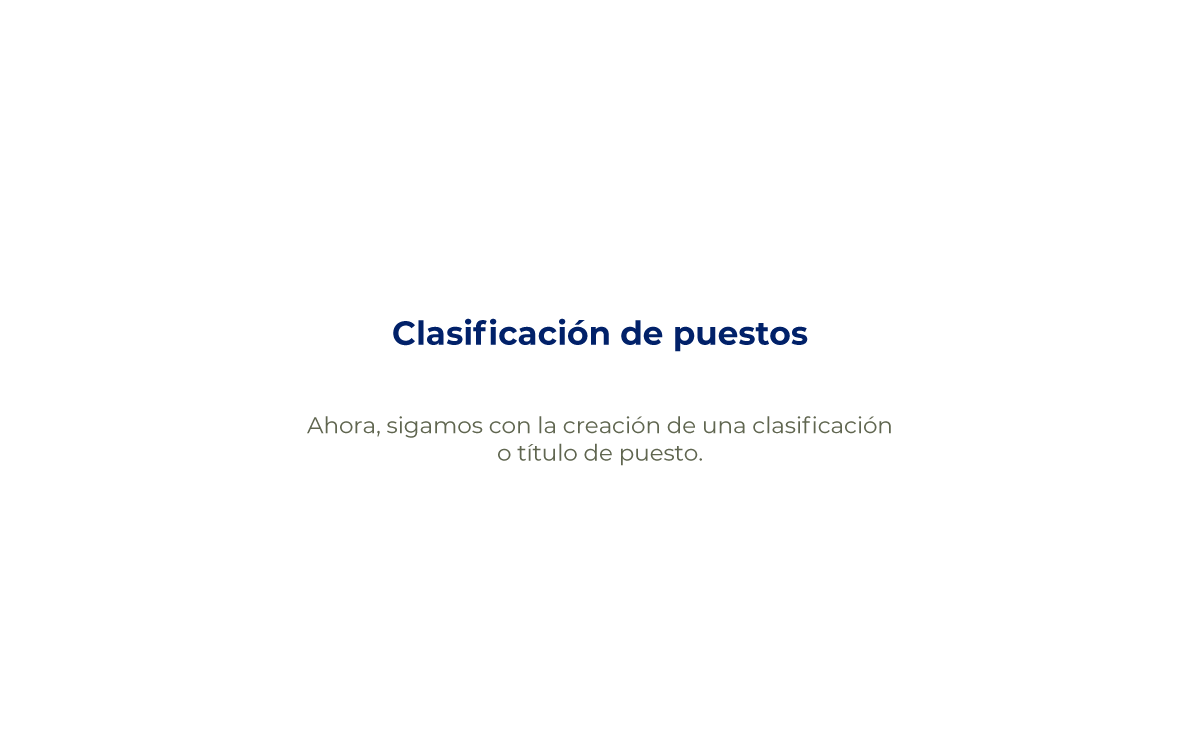 Clasificación de puestos
Ahora, sigamos con la creación de una clasificación
o título de puesto.